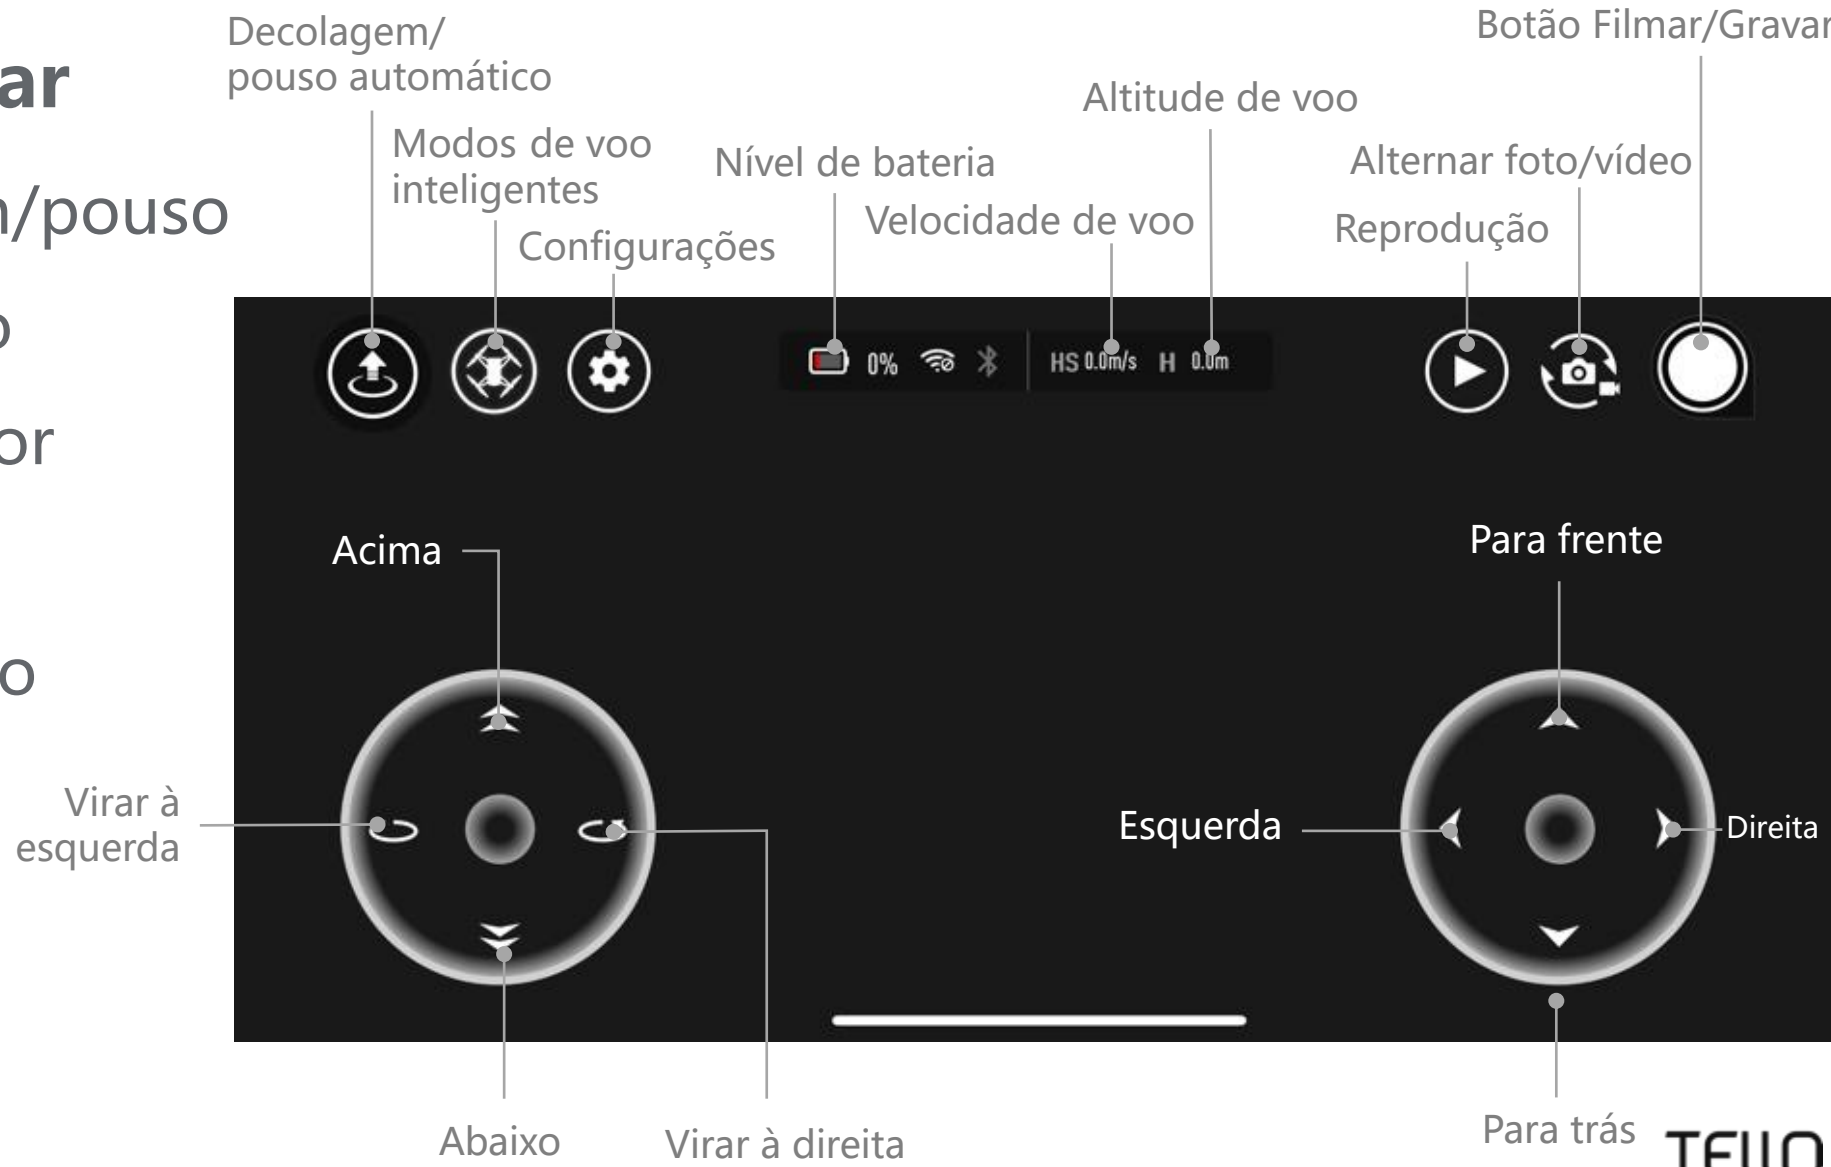 ar
/pouso
or
Decolagem/
pouso automático
Modos de voo
inteligentes
Configurações
Nível de bateria
Velocidade de voo
Altitude de voo
Botão Filmar/Gravar
Alternar foto/vídeo
Reprodução
0%
HS 0.0m/s H 0.0m
Acima
Para frente
Virar à
esquerda
Esquerda
Direita
Abaixo
Virar à direita
Para trás
TELLO